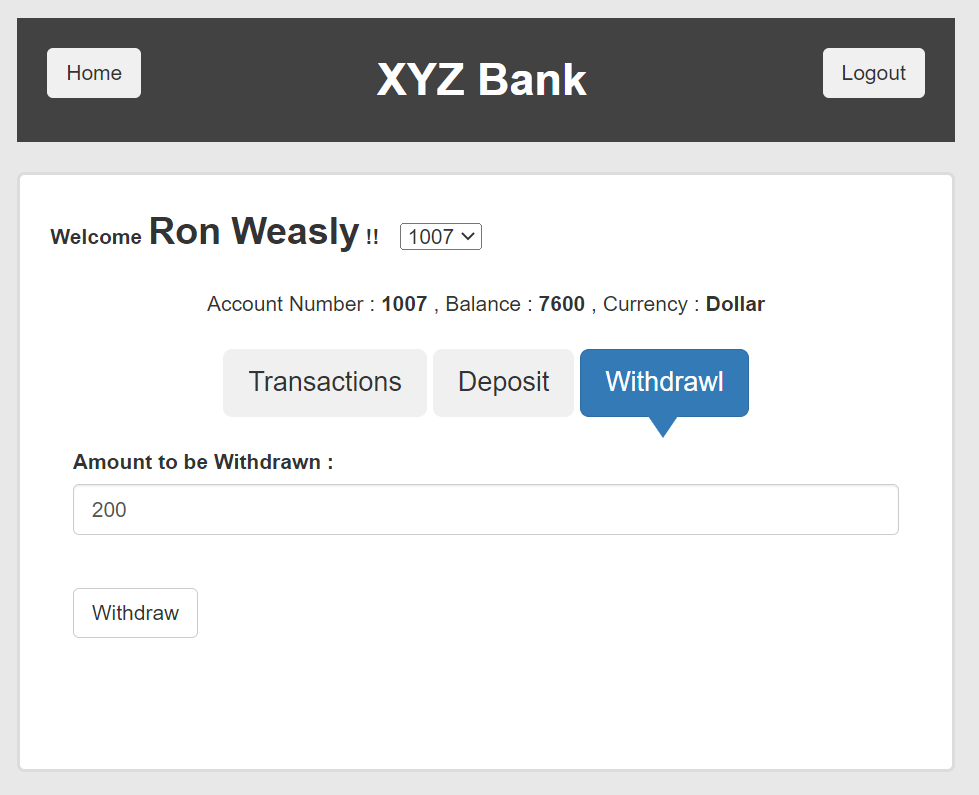 Home XYZ Bank Logout
Welcome Ron Weasly !! 1007
Account Number : 1007 , Balance : 7600 , Currency : Dollar
Transactions Deposit Withdrawl
Amount to be Withdrawn :
200
Withdraw